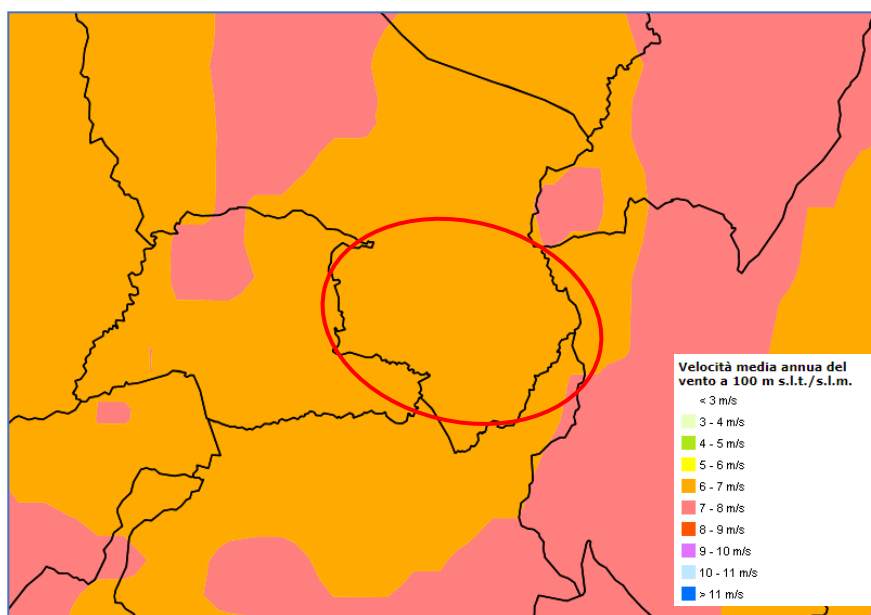 Velocità media annua del
vento a 100 m s.l.t./s.l.m.
< 3 m/s
3 - 4 m/s
4 - 5 m/s
5 - 6 m/s
6 - 7 m/s
7 - 8 m/s
8 - 9 m/s
9 - 10 m/s
10 - 11 m/s
> 11 m/s